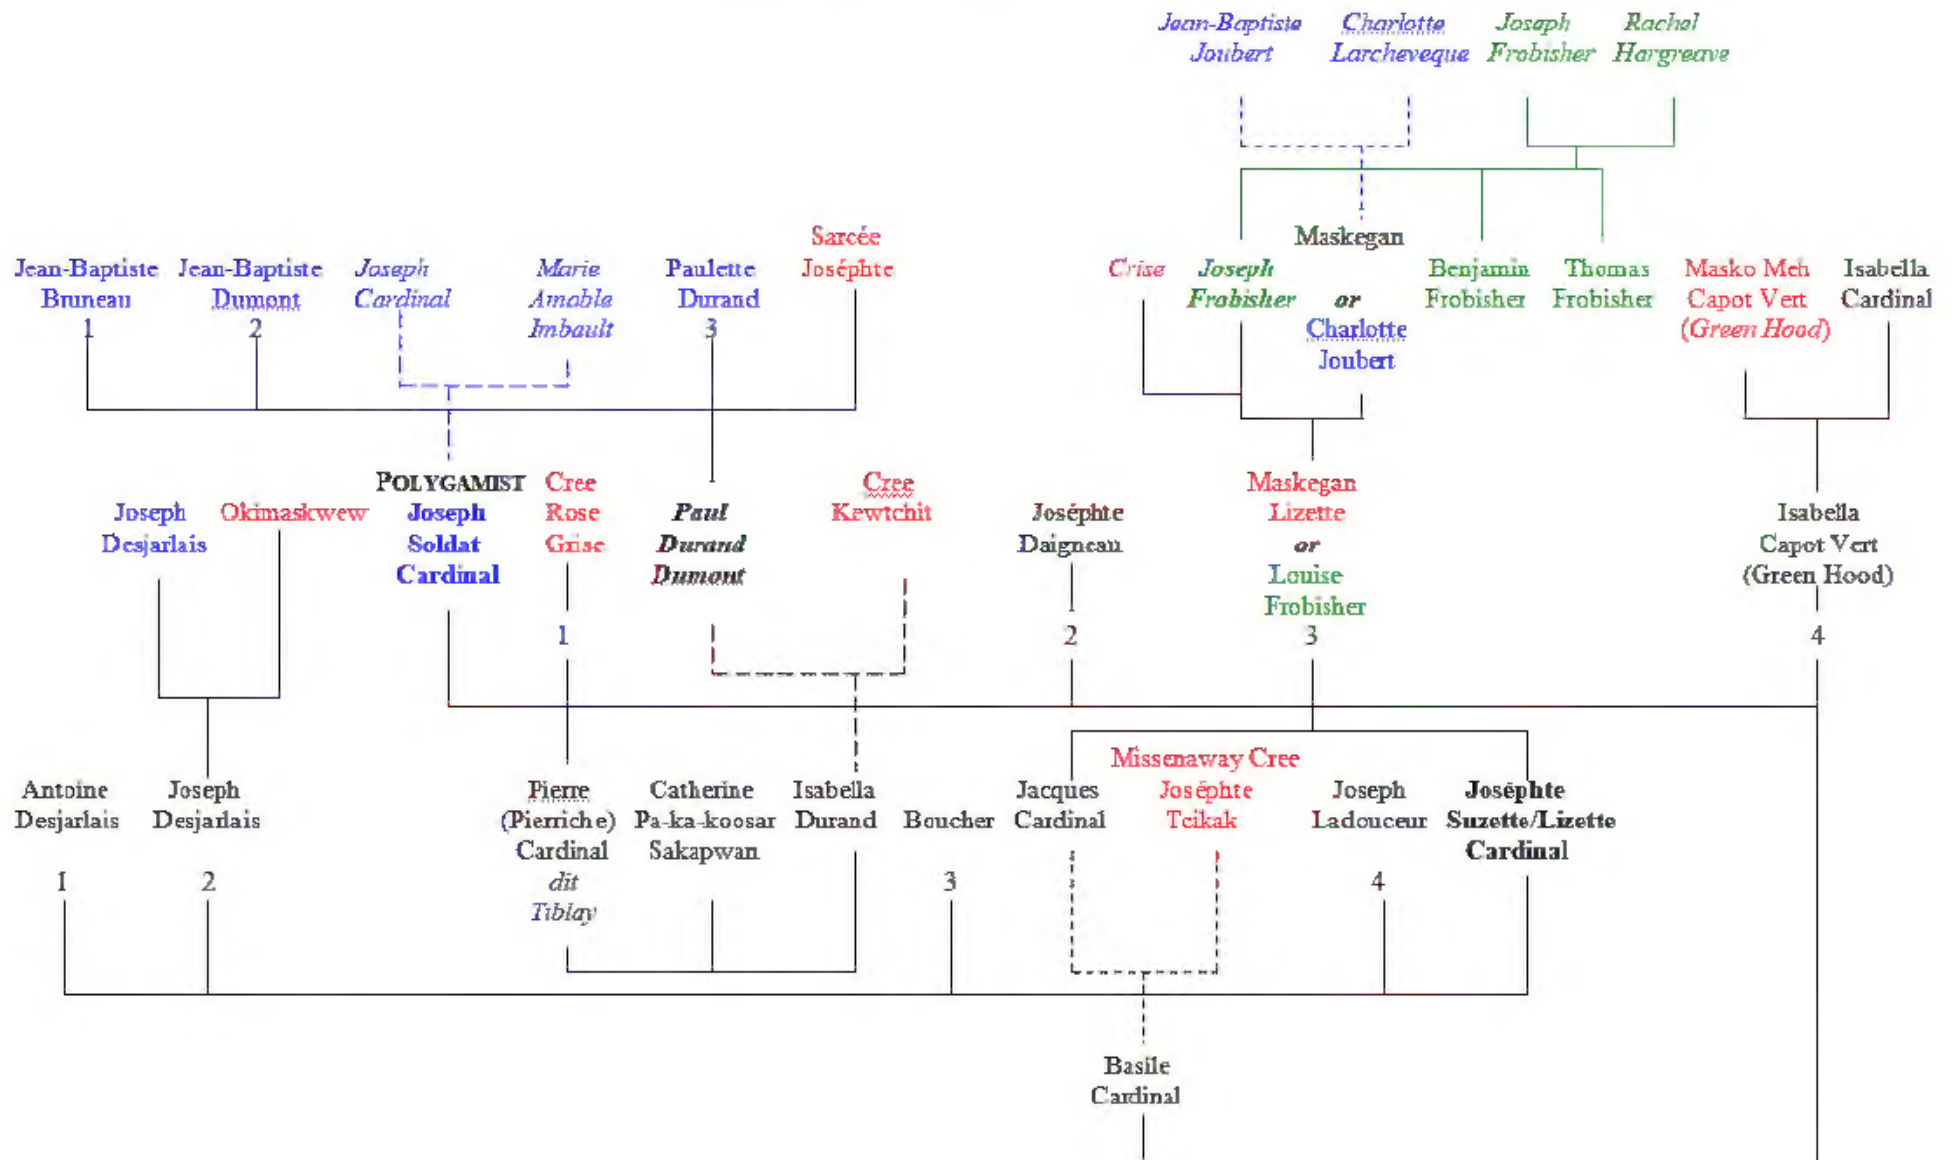 Jean-Baptiste
Joubert
Charlotte
Larcheveque
Joseph
Frobisher
Rachel
Hargreave
Jean-Baptiste
Bruneau
1
Jean-Baptiste
Dumont
2
Joseph
Cardinal
Marie
Amable
Imbault
Paulette
Durand
3
Sarcée
Joséphte
Crise
Joseph
Frobisher
Maskegan
or
Charlotte
Joubert
Benjamin
Frobisher
Thomas
Frobisher
Masko Meh
Capot Vert
(Green Hood)
Isabella
Cardinal
Joseph
Desjarlais
Okimaskwew
POLYGAMIST
Joseph
Soldat
Cardinal
Cree
Rose
Grise
1
Paul
Durand
Dumont
Cree
Kewtchit
Joséphte
Daigneau
2
Maskegan
Lizette
or
Louise
Frobisher
3
Isabella
Capot Vert
(Green Hood)
4
Antoine
Desjarlais
1
Joseph
Desjarlais
2
Pierre
(Pierriche)
Cardinal
dit
Tiblay
Catherine
Pa-ka-koosar
Sakapwan
Isabella
Durand
Boucher
3
Jacques
Cardinal
Missenaway Cree
Joséphte
Tcikak
Joseph
Ladouceur
4
Joséphte
Suzette/Lizette
Cardinal
Basile
Cardinal